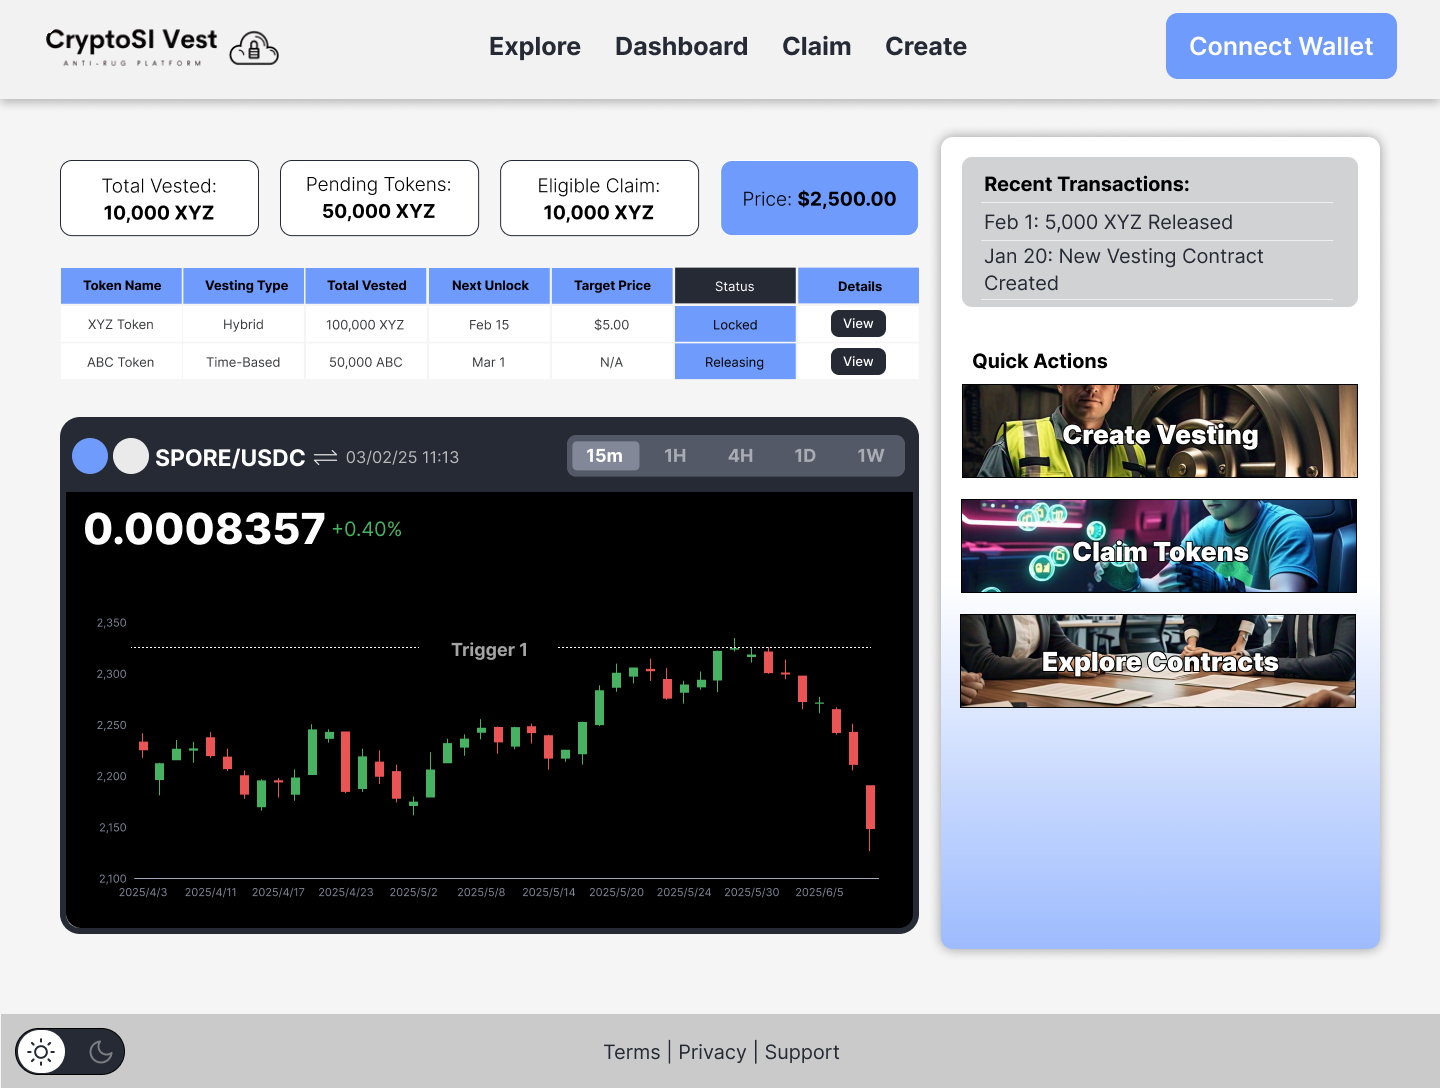 CryptoSI Vest
ANTI-RUG PLATFORM
Explore Dashboard Claim Create
Connect Wallet
Total Vested:
10,000 XYZ
Pending Tokens:
50,000 XYZ
Eligible Claim:
10,000 XYZ
Price: $2,500.00
Token Name Vesting Type Total Vested Next Unlock Target Price Status Details
XYZ Token Hybrid 100,000 XYZ Feb 15 $5.00 Locked View
ABC Token Time-Based 50,000 ABC Mar 1 N/A Releasing View
SPORE/USDC 03/02/25 11:13
15m 1H 4H 1D 1W
0.0008357 +0.40%
2,350
Trigger 1
2,300
2,250
2,200
2,150
2,100
2025/4/3 2025/4/11 2025/4/17 2025/4/23 2025/5/2 2025/5/8 2025/5/14 2025/5/20 2025/5/24 2025/5/30 2025/6/5
Recent Transactions:
Feb 1: 5,000 XYZ Released
Jan 20: New Vesting Contract
Created
Quick Actions
Create Vesting
Claim Tokens
Explore Contracts
Terms | Privacy | Support